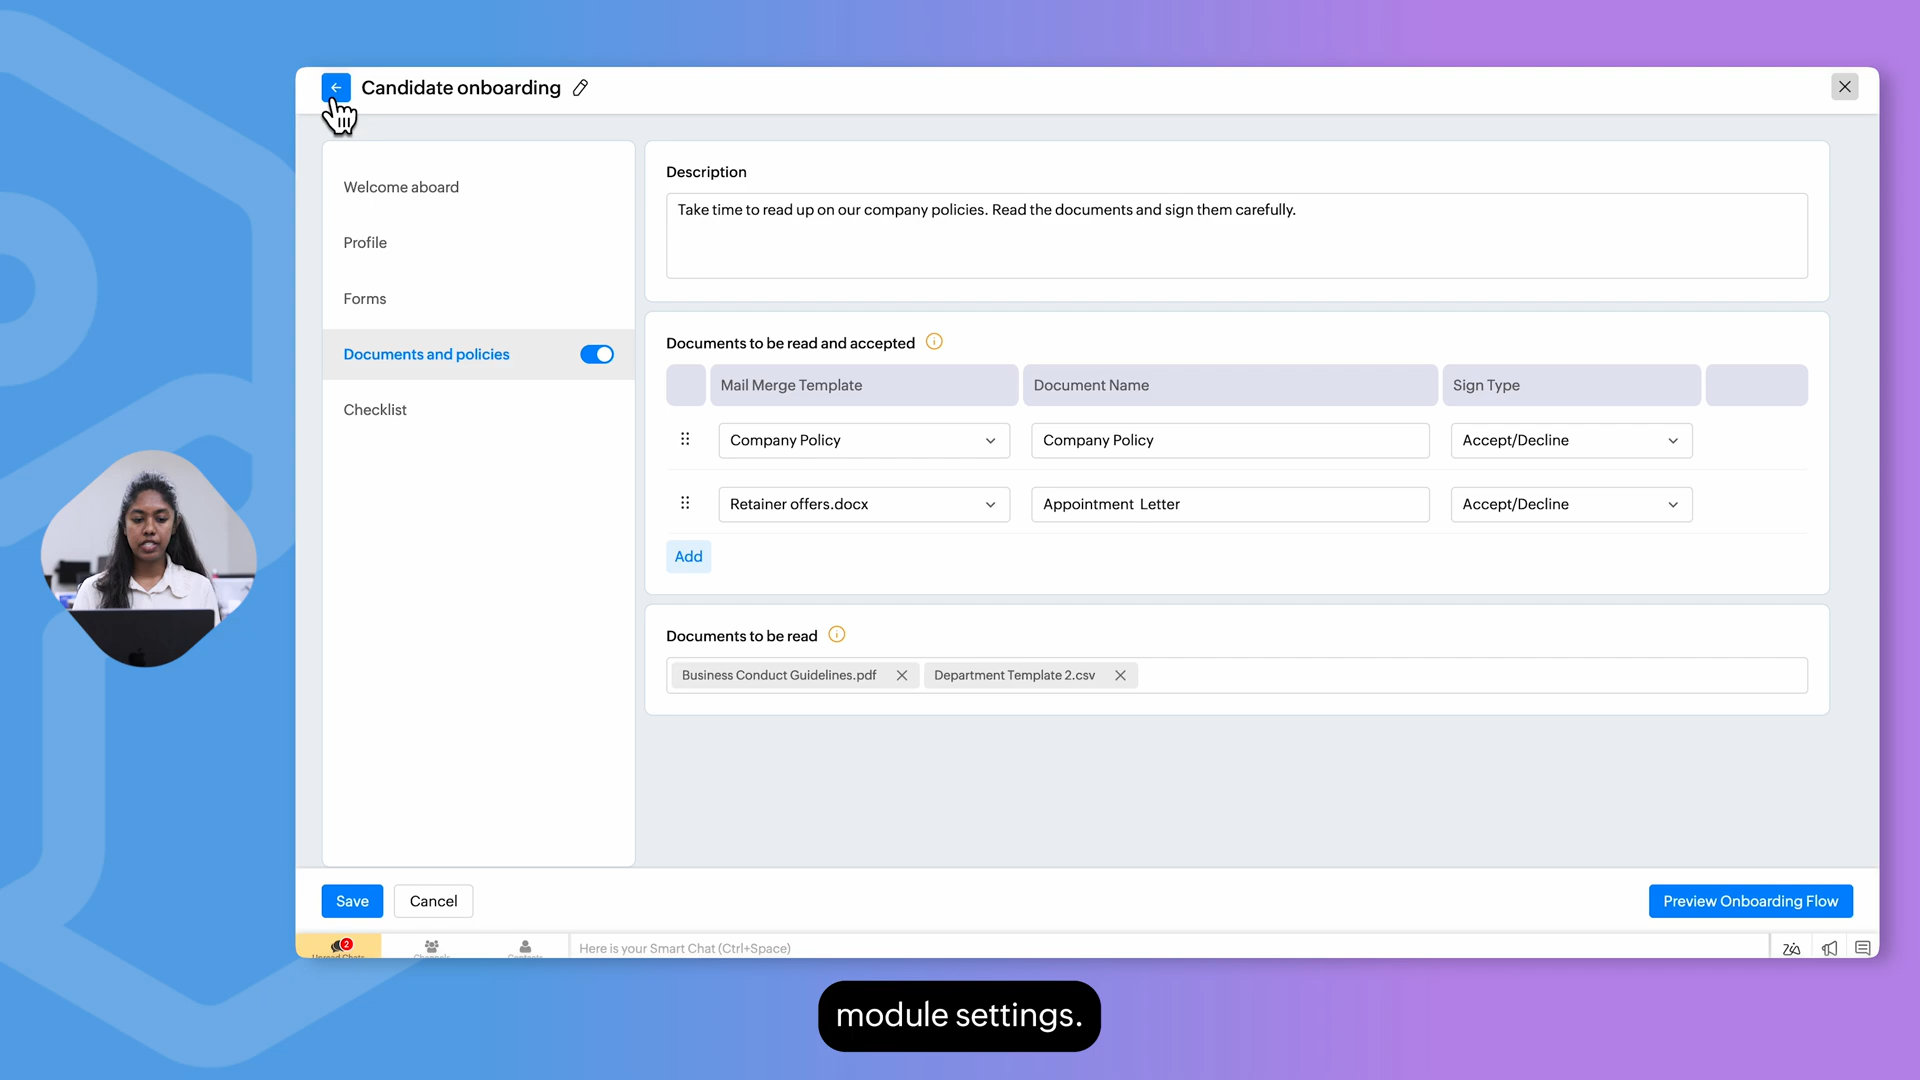 Candidate onboarding
Welcome aboard
Profile
Forms
Documents and policies
Checklist
Description
Take time to read up on our company policies. Read the documents and sign them carefully.
Documents to be read and accepted
Mail Merge Template
Document Name
Sign Type
Company Policy
Company Policy
Accept/Decline
Retainer offers.docx
Appointment Letter
Accept/Decline
Add
Documents to be read
Business Conduct Guidelines.pdf
Department Template 2.csv
Save
Cancel
Preview Onboarding Flow
2
Unread Chats
Channels
Contacts
Here is your Smart Chat (Ctrl+Space)
module settings.